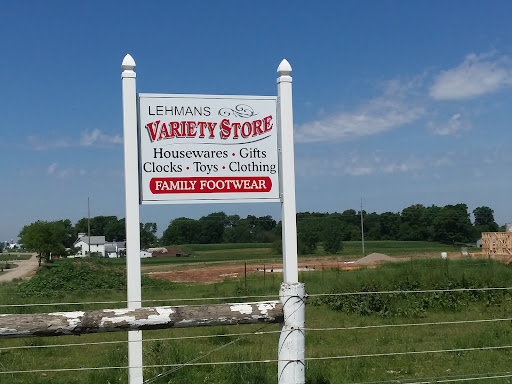 LEHMANS
VARIETY STORE
Housewares • Gifts
Clocks • Toys • Clothing
FAMILY FOOTWEAR